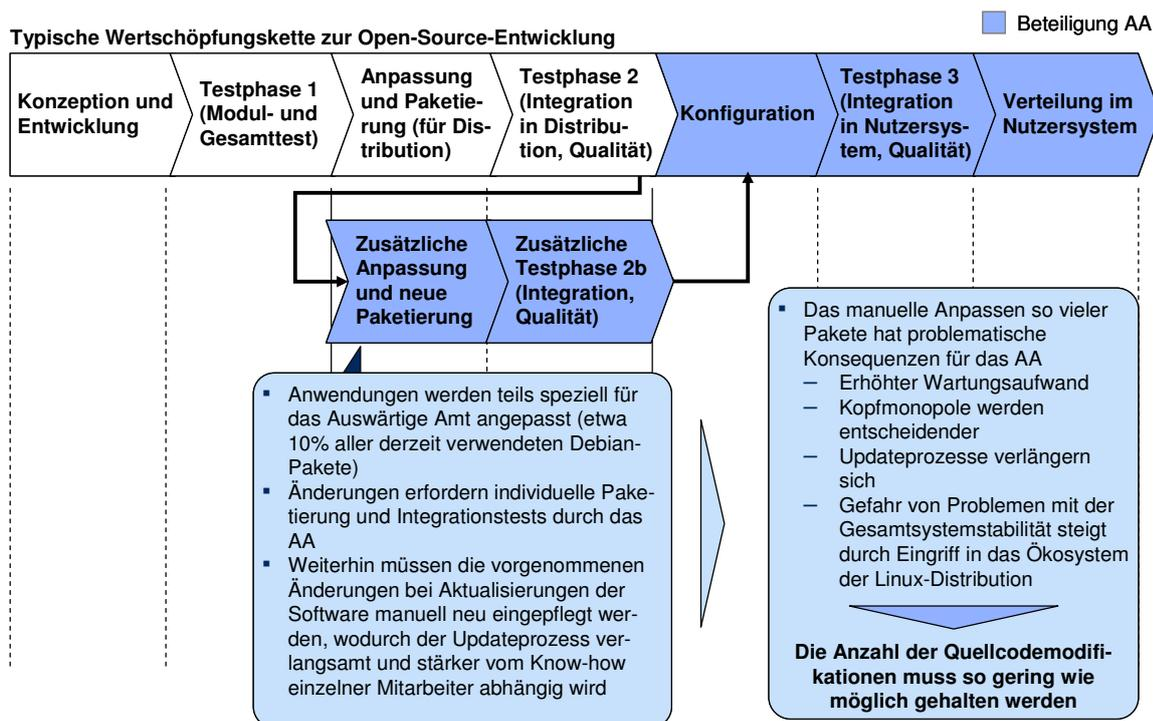 Beteiligung AA
Typische Wertschöpfungskette zur Open-Source-Entwicklung
Konzeption und
Entwicklung
Testphase 1
(Modul- und
Gesamttest)
Anpassung
und Paketie-
rung (für Dis-
tribution)
Testphase 2
(Integration
in Distribu-
tion, Qualität)
Konfiguration
Testphase 3
(Integration
in Nutzersys-
tem, Qualität)
Verteilung im
Nutzersystem
Zusätzliche
Anpassung
und neue
Paketierung
Zusätzliche
Testphase 2b
(Integration,
Qualität)
▪ Anwendungen werden teils speziell für
das Auswärtige Amt angepasst (etwa
10% aller derzeit verwendeten Debian-
Pakete)
▪ Änderungen erfordern individuelle Pake-
tierung und Integrationstests durch das
AA
▪ Weiterhin müssen die vorgenommenen
Änderungen bei Aktualisierungen der
Software manuell neu eingepflegt wer-
den, wodurch der Updateprozess ver-
langsamt und stärker vom Know-how
einzelner Mitarbeiter abhängig wird
▪ Das manuelle Anpassen so vieler
Pakete hat problematische
Konsequenzen für das AA
– Erhöhter Wartungsaufwand
– Kopfmonopole werden
entscheidender
– Updateprozesse verlängern
sich
– Gefahr von Problemen mit der
Gesamtsystemstabilität steigt
durch Eingriff in das Ökosystem
der Linux-Distribution
Die Anzahl der Quellcodemodifi-
kationen muss so gering wie
möglich gehalten werden